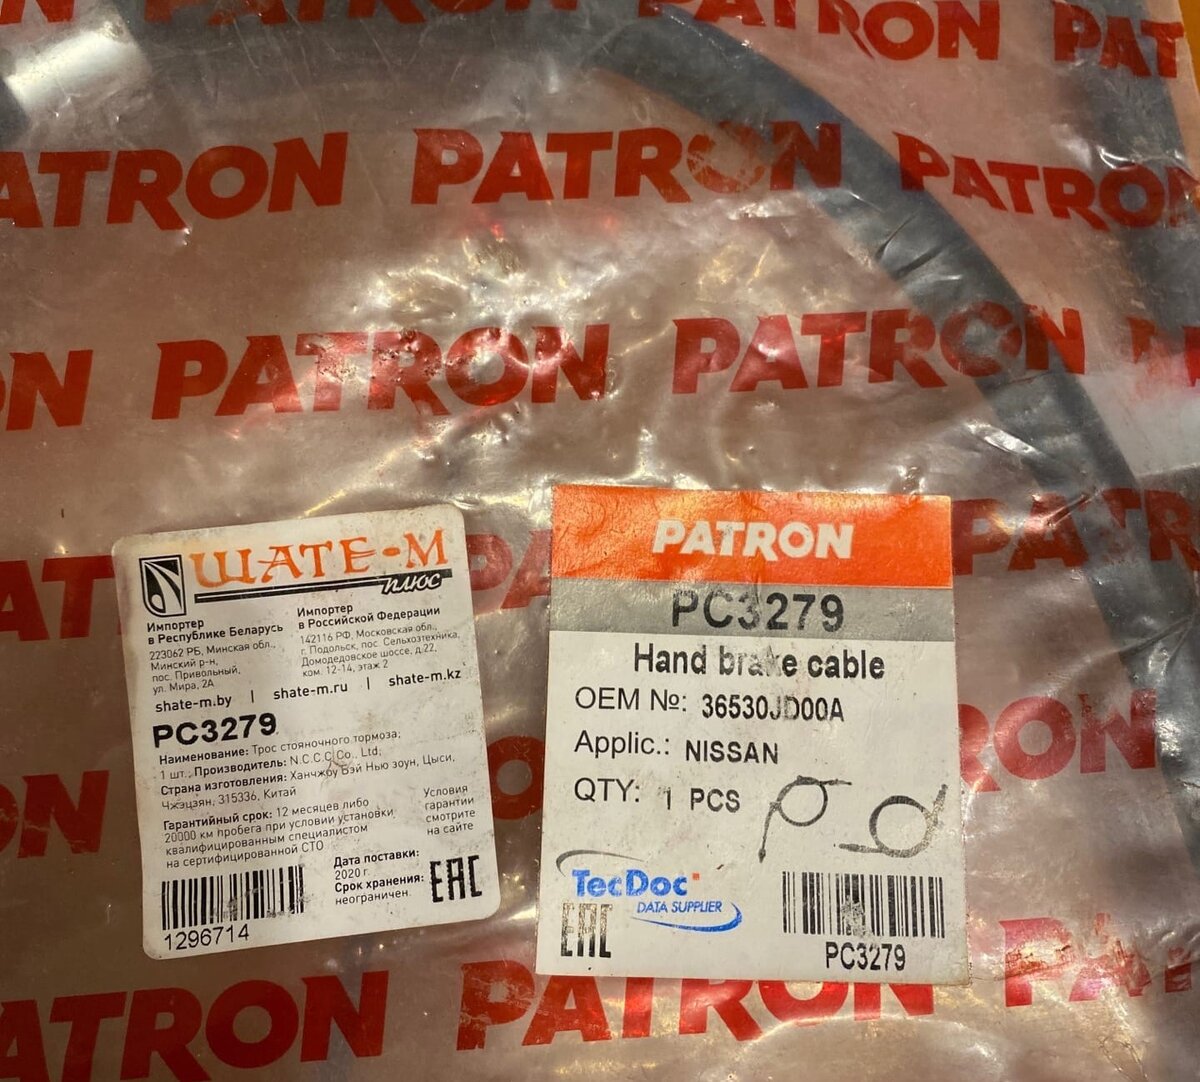 PATRON
PATRON
PATRON
PATRON
PATRON
PATRON
PATRON
ШАТЕ-М
плюс
Импортер
в Республике Беларусь
223062 РБ, Минская обл.,
Минский р-н,
пос. Привольный,
ул. Мира, 2А
Импортер
в Российской Федерации
142116 РФ, Московская обл.,
г. Подольск, пос. Сельхозтехника,
Домодедовское шоссе, д.22,
ком. 12-14, этаж 2
shate-m.by | shate-m.ru | shate-m.kz
PC3279
Наименование: Трос стояночного тормоза;
1 шт.; Производитель: N.C.C.C Co., Ltd;
Страна изготовления: Ханчжоу Бэй Нью зоун, Цыси,
Чжэцзян, 315336, Китай
Гарантийный срок: 12 месяцев либо
20000 км пробега при условии установки
квалифицированным специалистом
на сертифицированной СТО
Условия
гарантии
смотрите
на сайте
Дата поставки:
2020 г.
Срок хранения:
неограничен.
EAC
1296714
PATRON
PC3279
Hand brake cable
OEM №: 36530JD00A
Applic.: NISSAN
QTY: 1 PCS
TecDoc
DATA SUPPLIER
EAC
PC3279
PATRON
PATRON